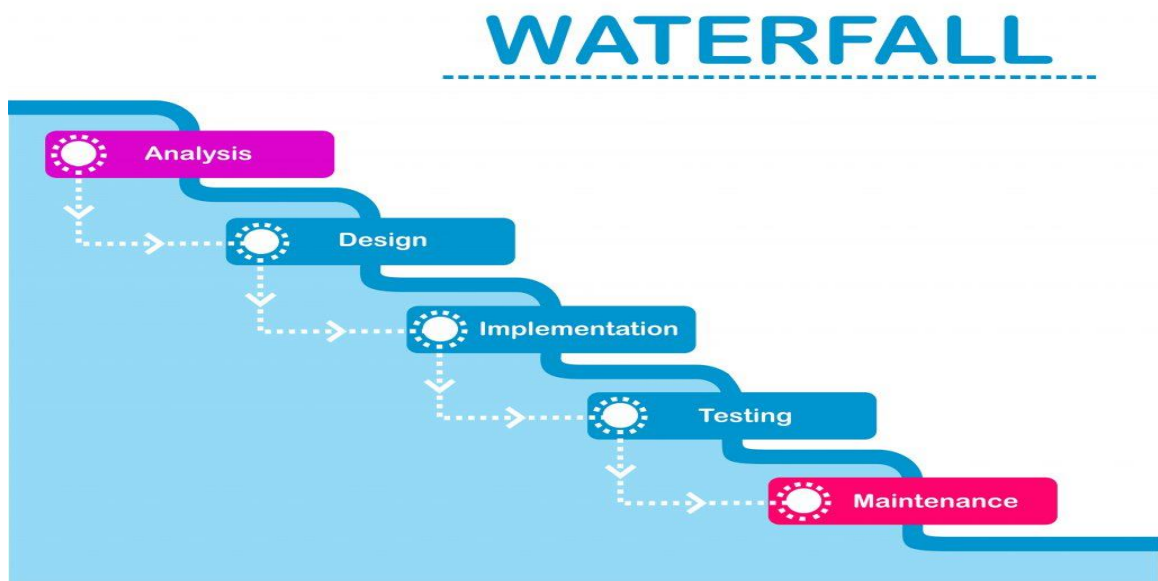 WATERFALL
Analysis
Design
Implementation
Testing
Maintenance